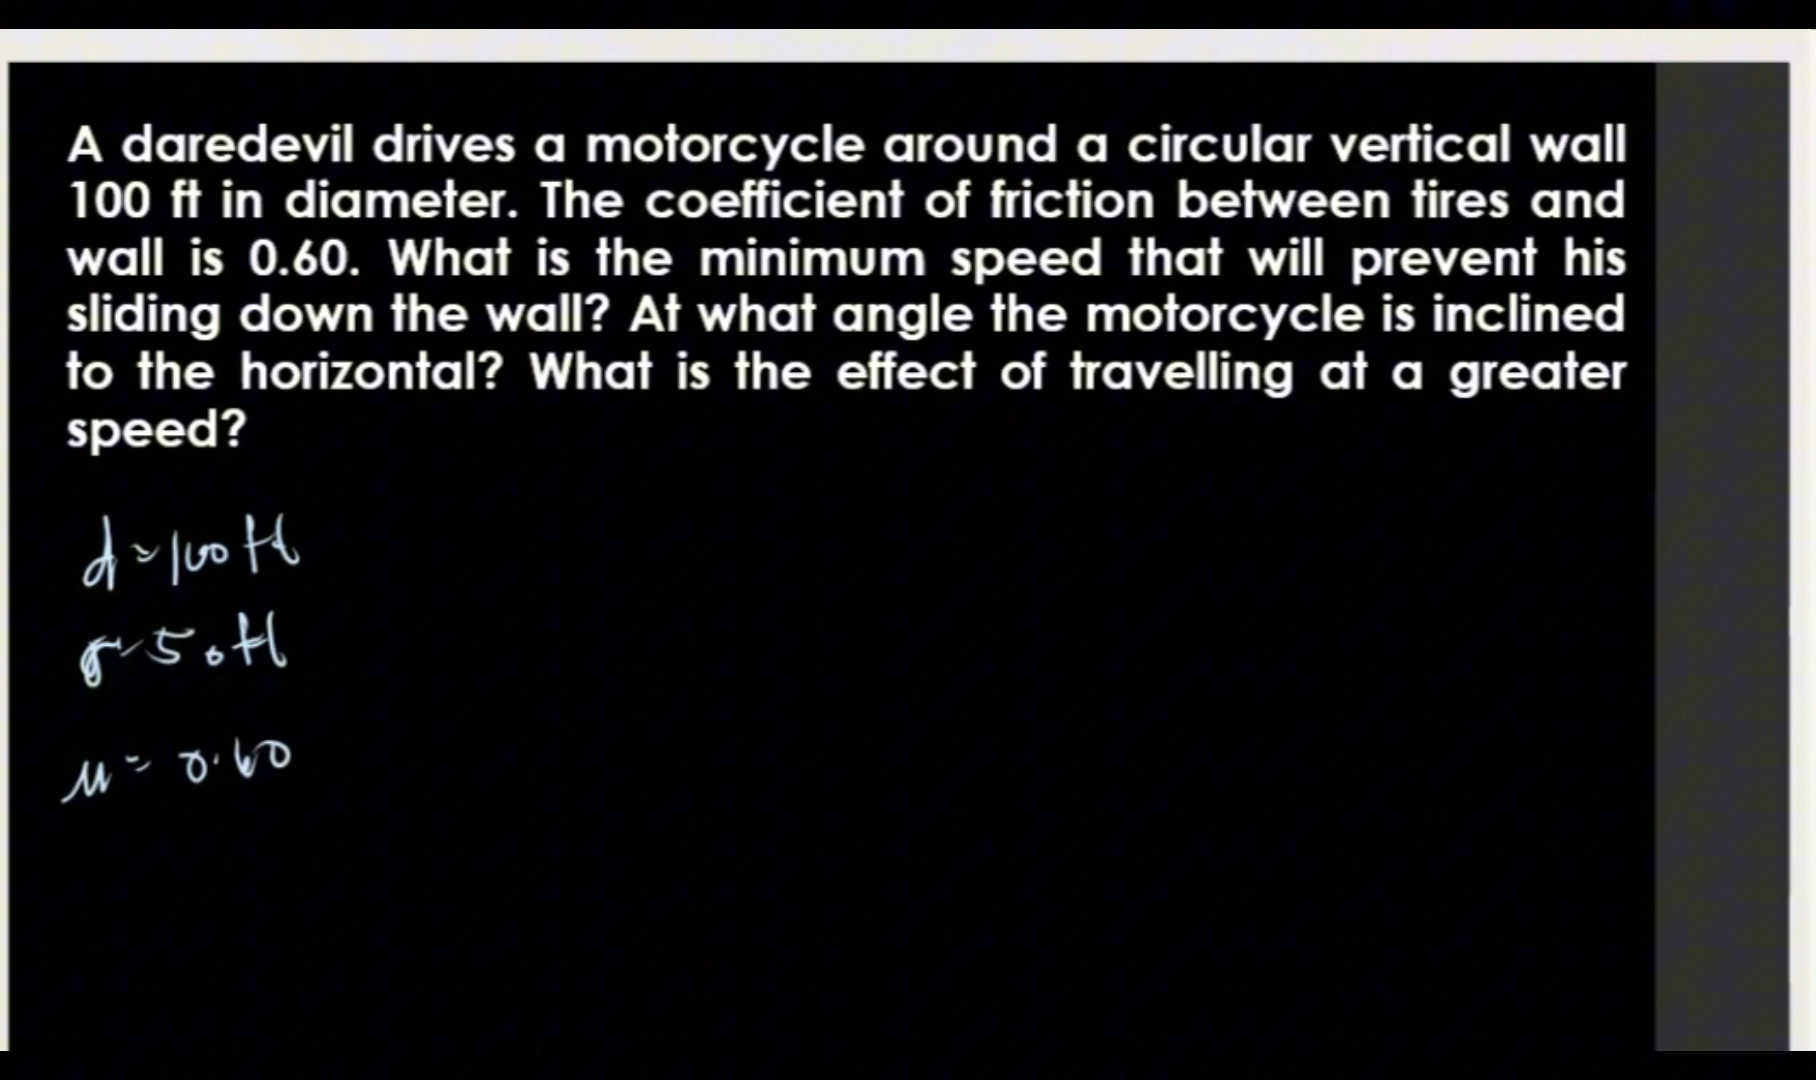 A daredevil drives a motorcycle around a circular vertical wall
100 ft in diameter. The coefficient of friction between tires and
wall is 0.60. What is the minimum speed that will prevent his
sliding down the wall? At what angle the motorcycle is inclined
to the horizontal? What is the effect of travelling at a greater
speed?
d = 100 ft
r = 50 ft
μ = 0.60